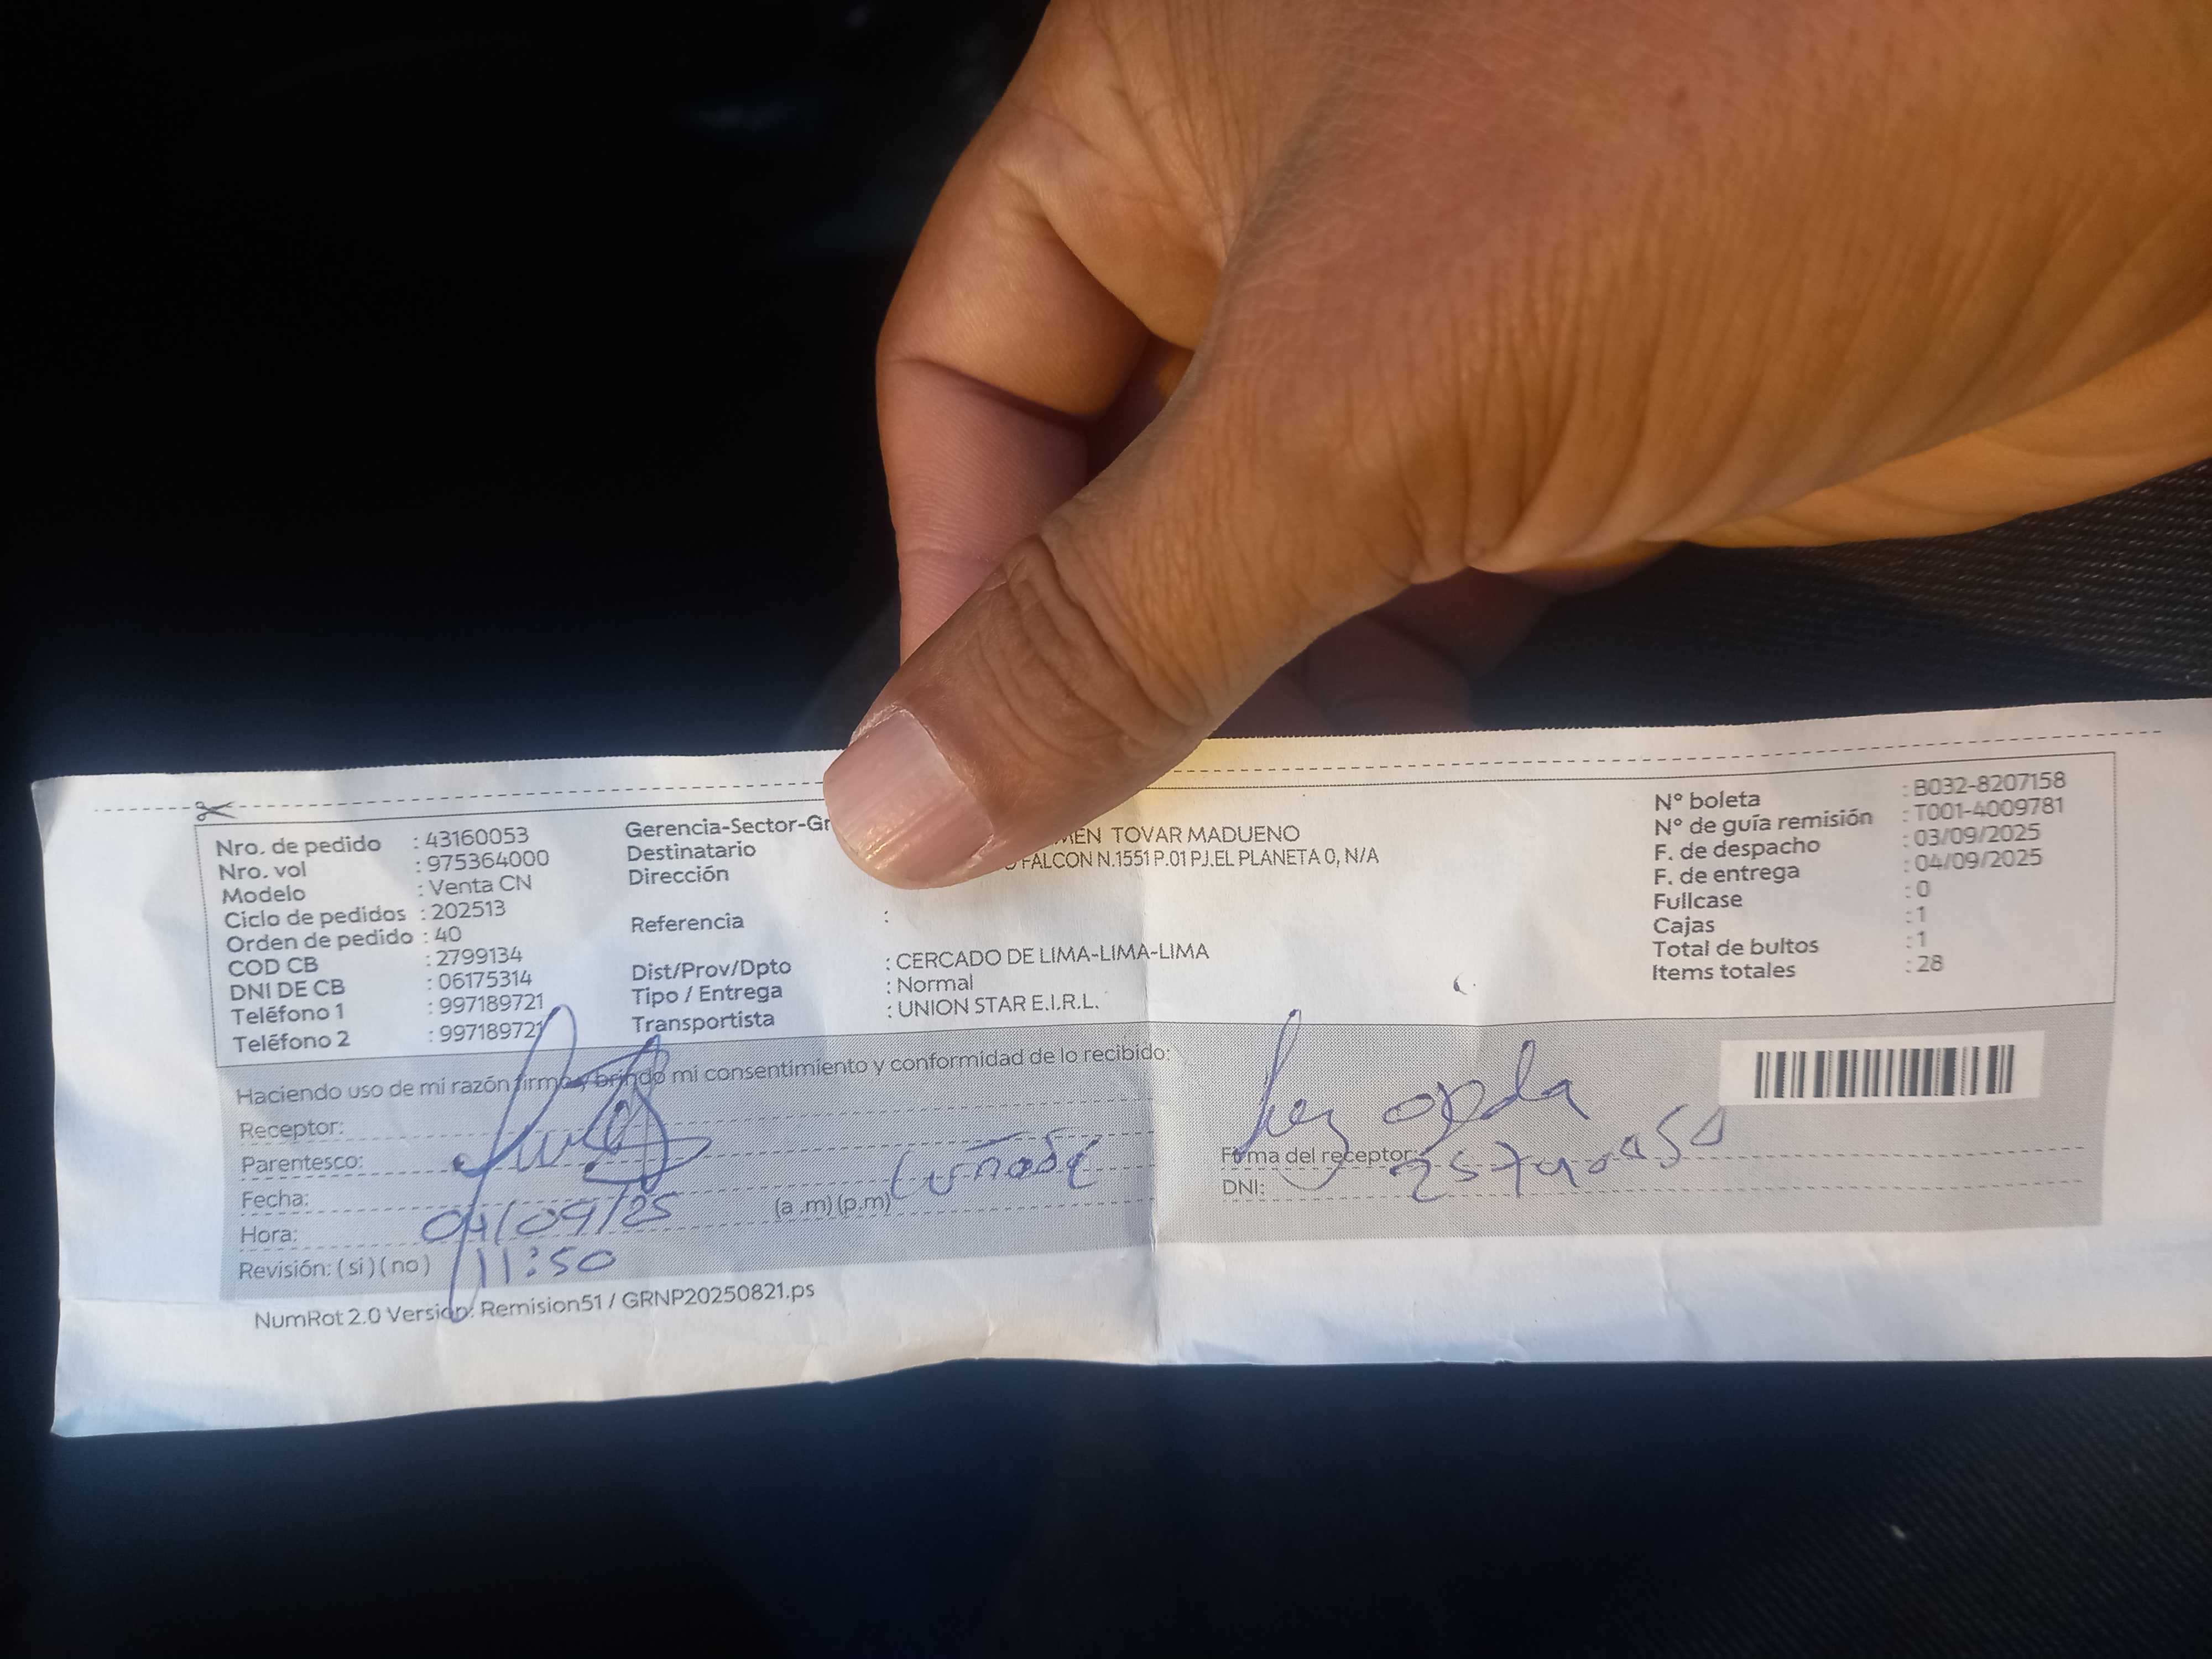 Nro. de pedido : 43160053
Nro. vol : 975364000
Modelo : Venta CN
Ciclo de pedidos : 202513
Orden de pedido : 40
COD CB : 2799134
DNI DE CB : 06175314
Teléfono 1 : 997189721
Teléfono 2 : 997189721
Gerencia-Sector-Gr
Destinatario MEN TOVAR MADUENO
Dirección FALCON N.1551 P.01 PJ.EL PLANETA 0, N/A
Referencia :
Dist/Prov/Dpto : CERCADO DE LIMA-LIMA-LIMA
Tipo / Entrega : Normal
Transportista : UNION STAR E.I.R.L.
N° boleta : B032-8207158
N° de guía remisión : T001-4009781
F. de despacho : 03/09/2025
F. de entrega : 04/09/2025
Fullcase : 0
Cajas : 1
Total de bultos : 1
Items totales : 28
Haciendo uso de mi razón firmo y brindo mi consentimiento y conformidad de lo recibido:
Receptor:
Parentesco:
Fecha: 04/09/25
Hora: 11:50 (a .m) (p.m)
Revisión: ( si ) ( no )
Firma del receptor:
DNI:
NumRot 2.0 Version: Remision51 / GRNP20250821.ps